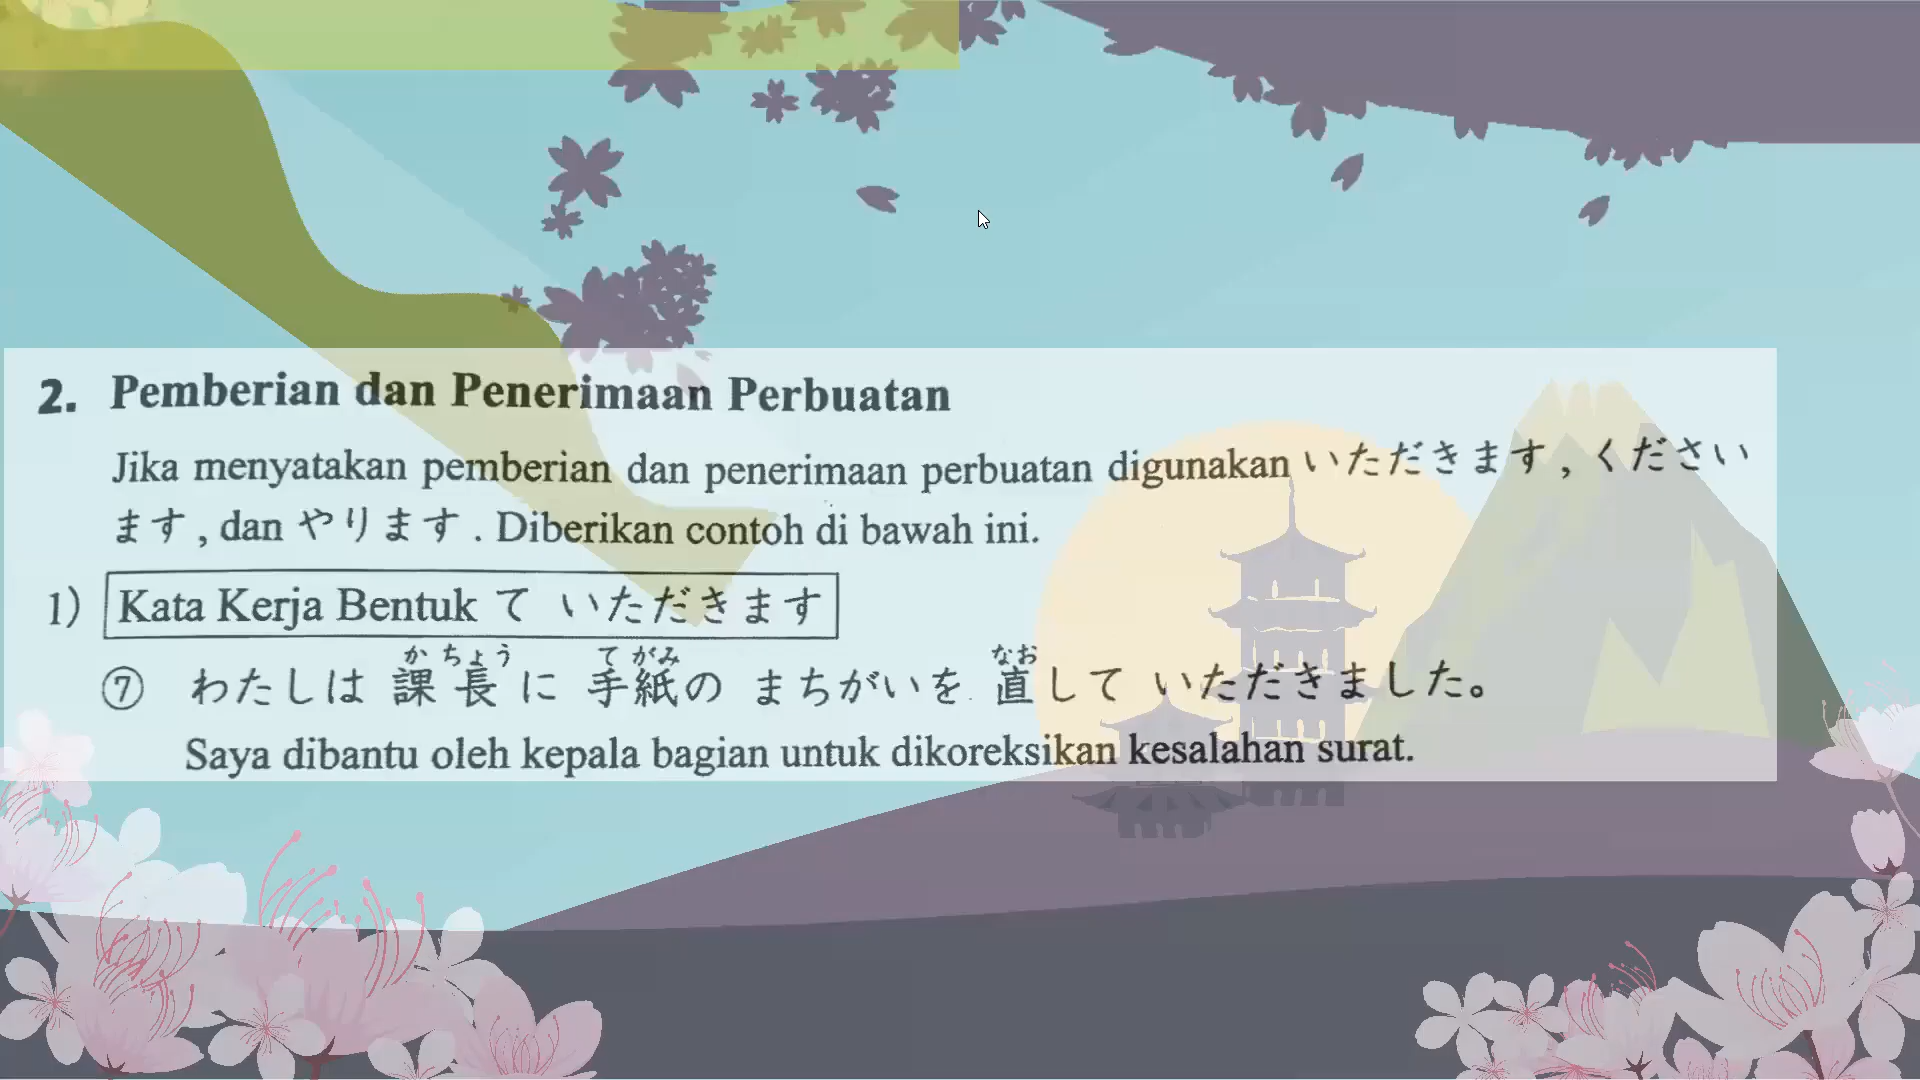 2. Pemberian dan Penerimaan Perbuatan
Jika menyatakan pemberian dan penerimaan perbuatan digunakan いただきます, ください
ます, dan やります. Diberikan contoh di bawah ini.
1) Kata Kerja Bentuk て いただきます
か ちょう て がみ なお
⑦ わたしは 課長に 手紙の まちがいを 直して いただきました。
Saya dibantu oleh kepala bagian untuk dikoreksikan kesalahan surat.